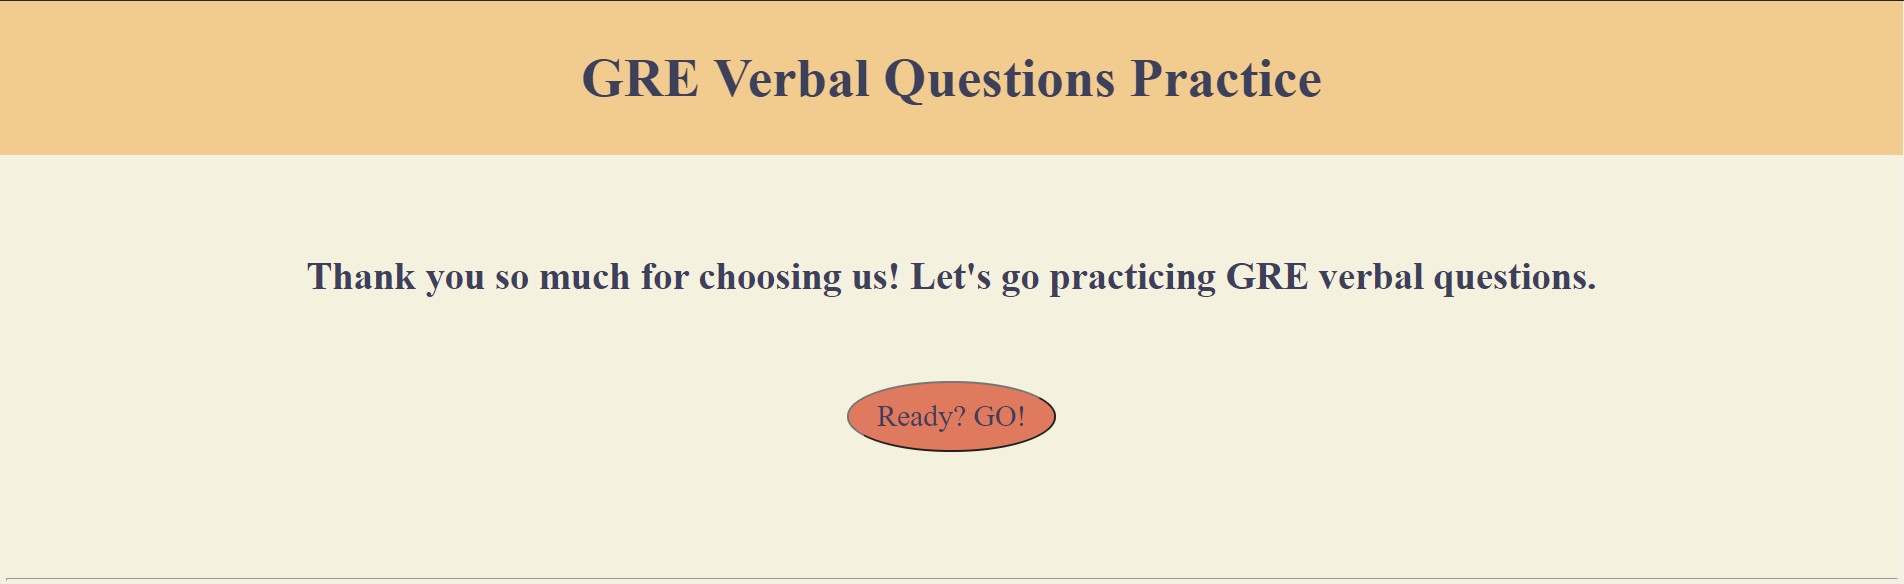 GRE Verbal Questions Practice
Thank you so much for choosing us! Let's go practicing GRE verbal questions.
Ready? GO!